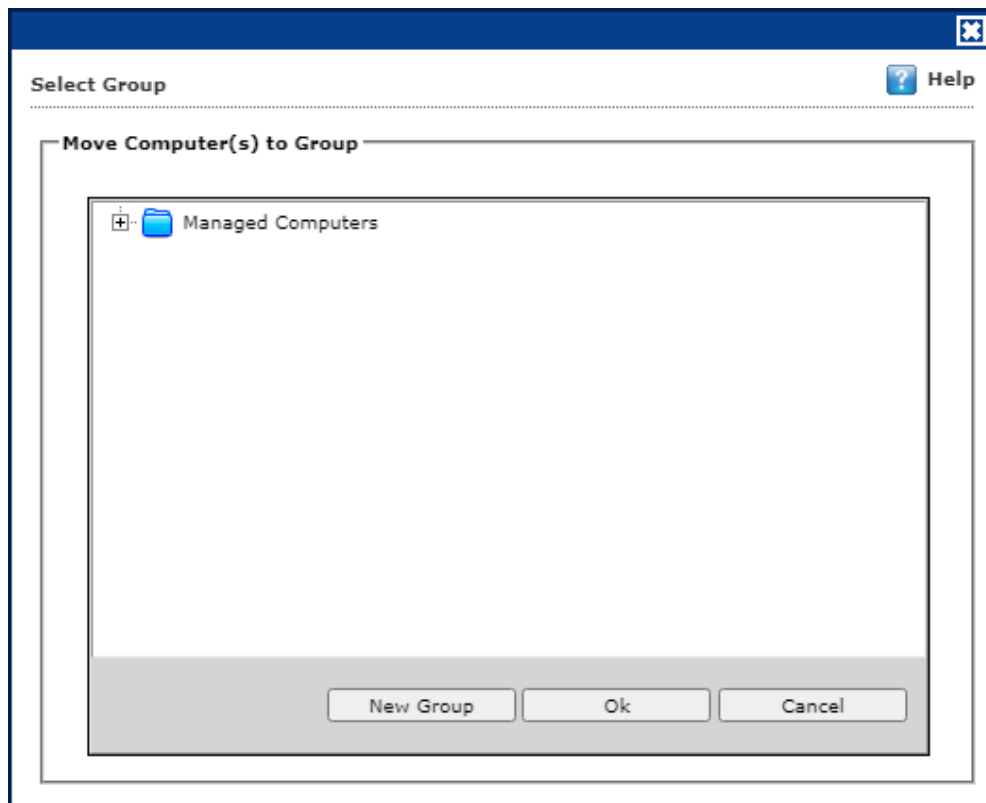 Select Group
? Help
Move Computer(s) to Group
Managed Computers
New Group
Ok
Cancel